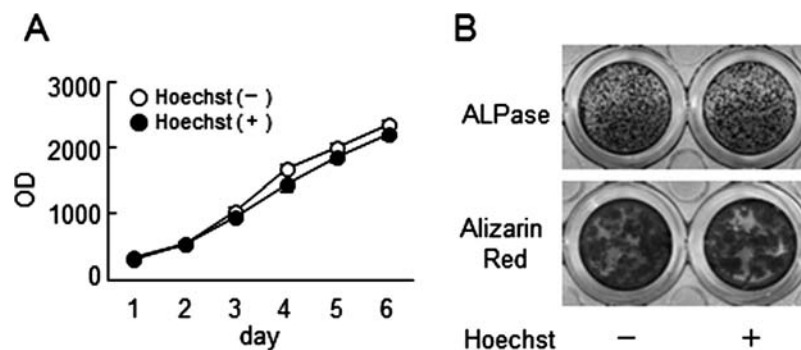 A
3000
2000
1000
0
OD
Hoechst (−)
Hoechst (+)
1 2 3 4 5 6
day
B
ALPase
Alizarin
Red
Hoechst − +